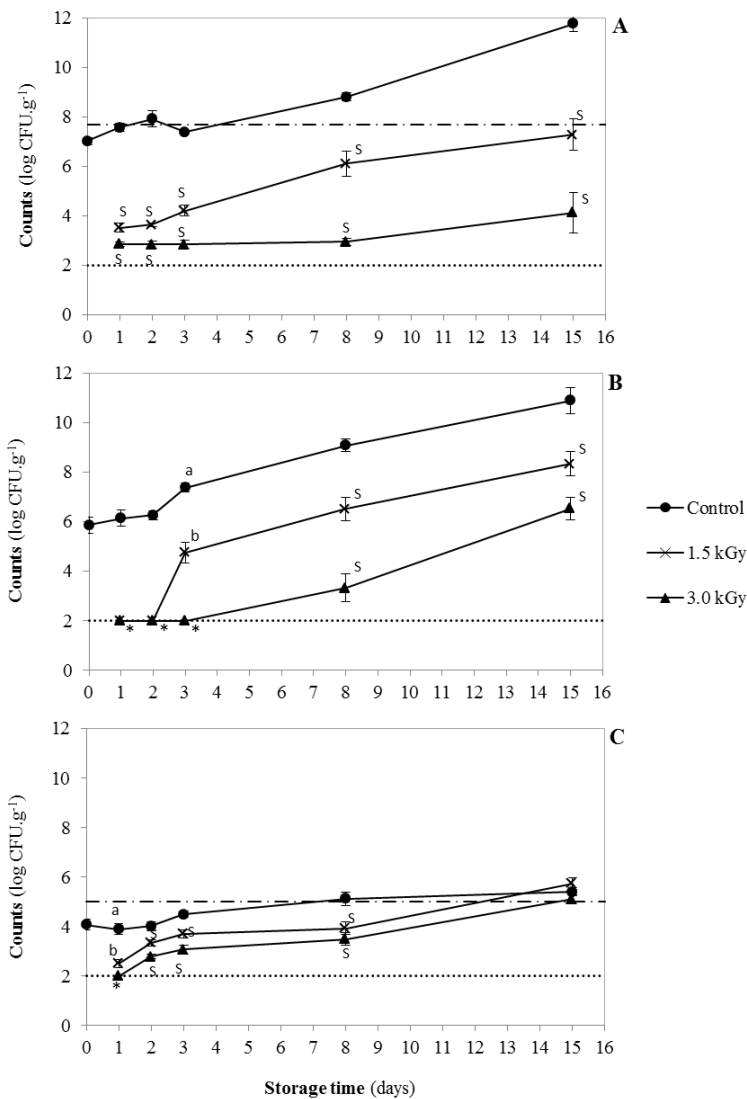 A
12
10
8
6
4
2
0
Counts (log CFU.g-1)
S S S S S
S S S S S
0 1 2 3 4 5 6 7 8 9 10 11 12 13 14 15 16
B
12
10
8
6
4
2
0
Counts (log CFU.g-1)
a
b S S
* * * S S
0 1 2 3 4 5 6 7 8 9 10 11 12 13 14 15 16
Control
1.5 kGy
3.0 kGy
C
12
10
8
6
4
2
0
Counts (log CFU.g-1)
a
b S S S
* S S S
0 1 2 3 4 5 6 7 8 9 10 11 12 13 14 15 16
Storage time (days)